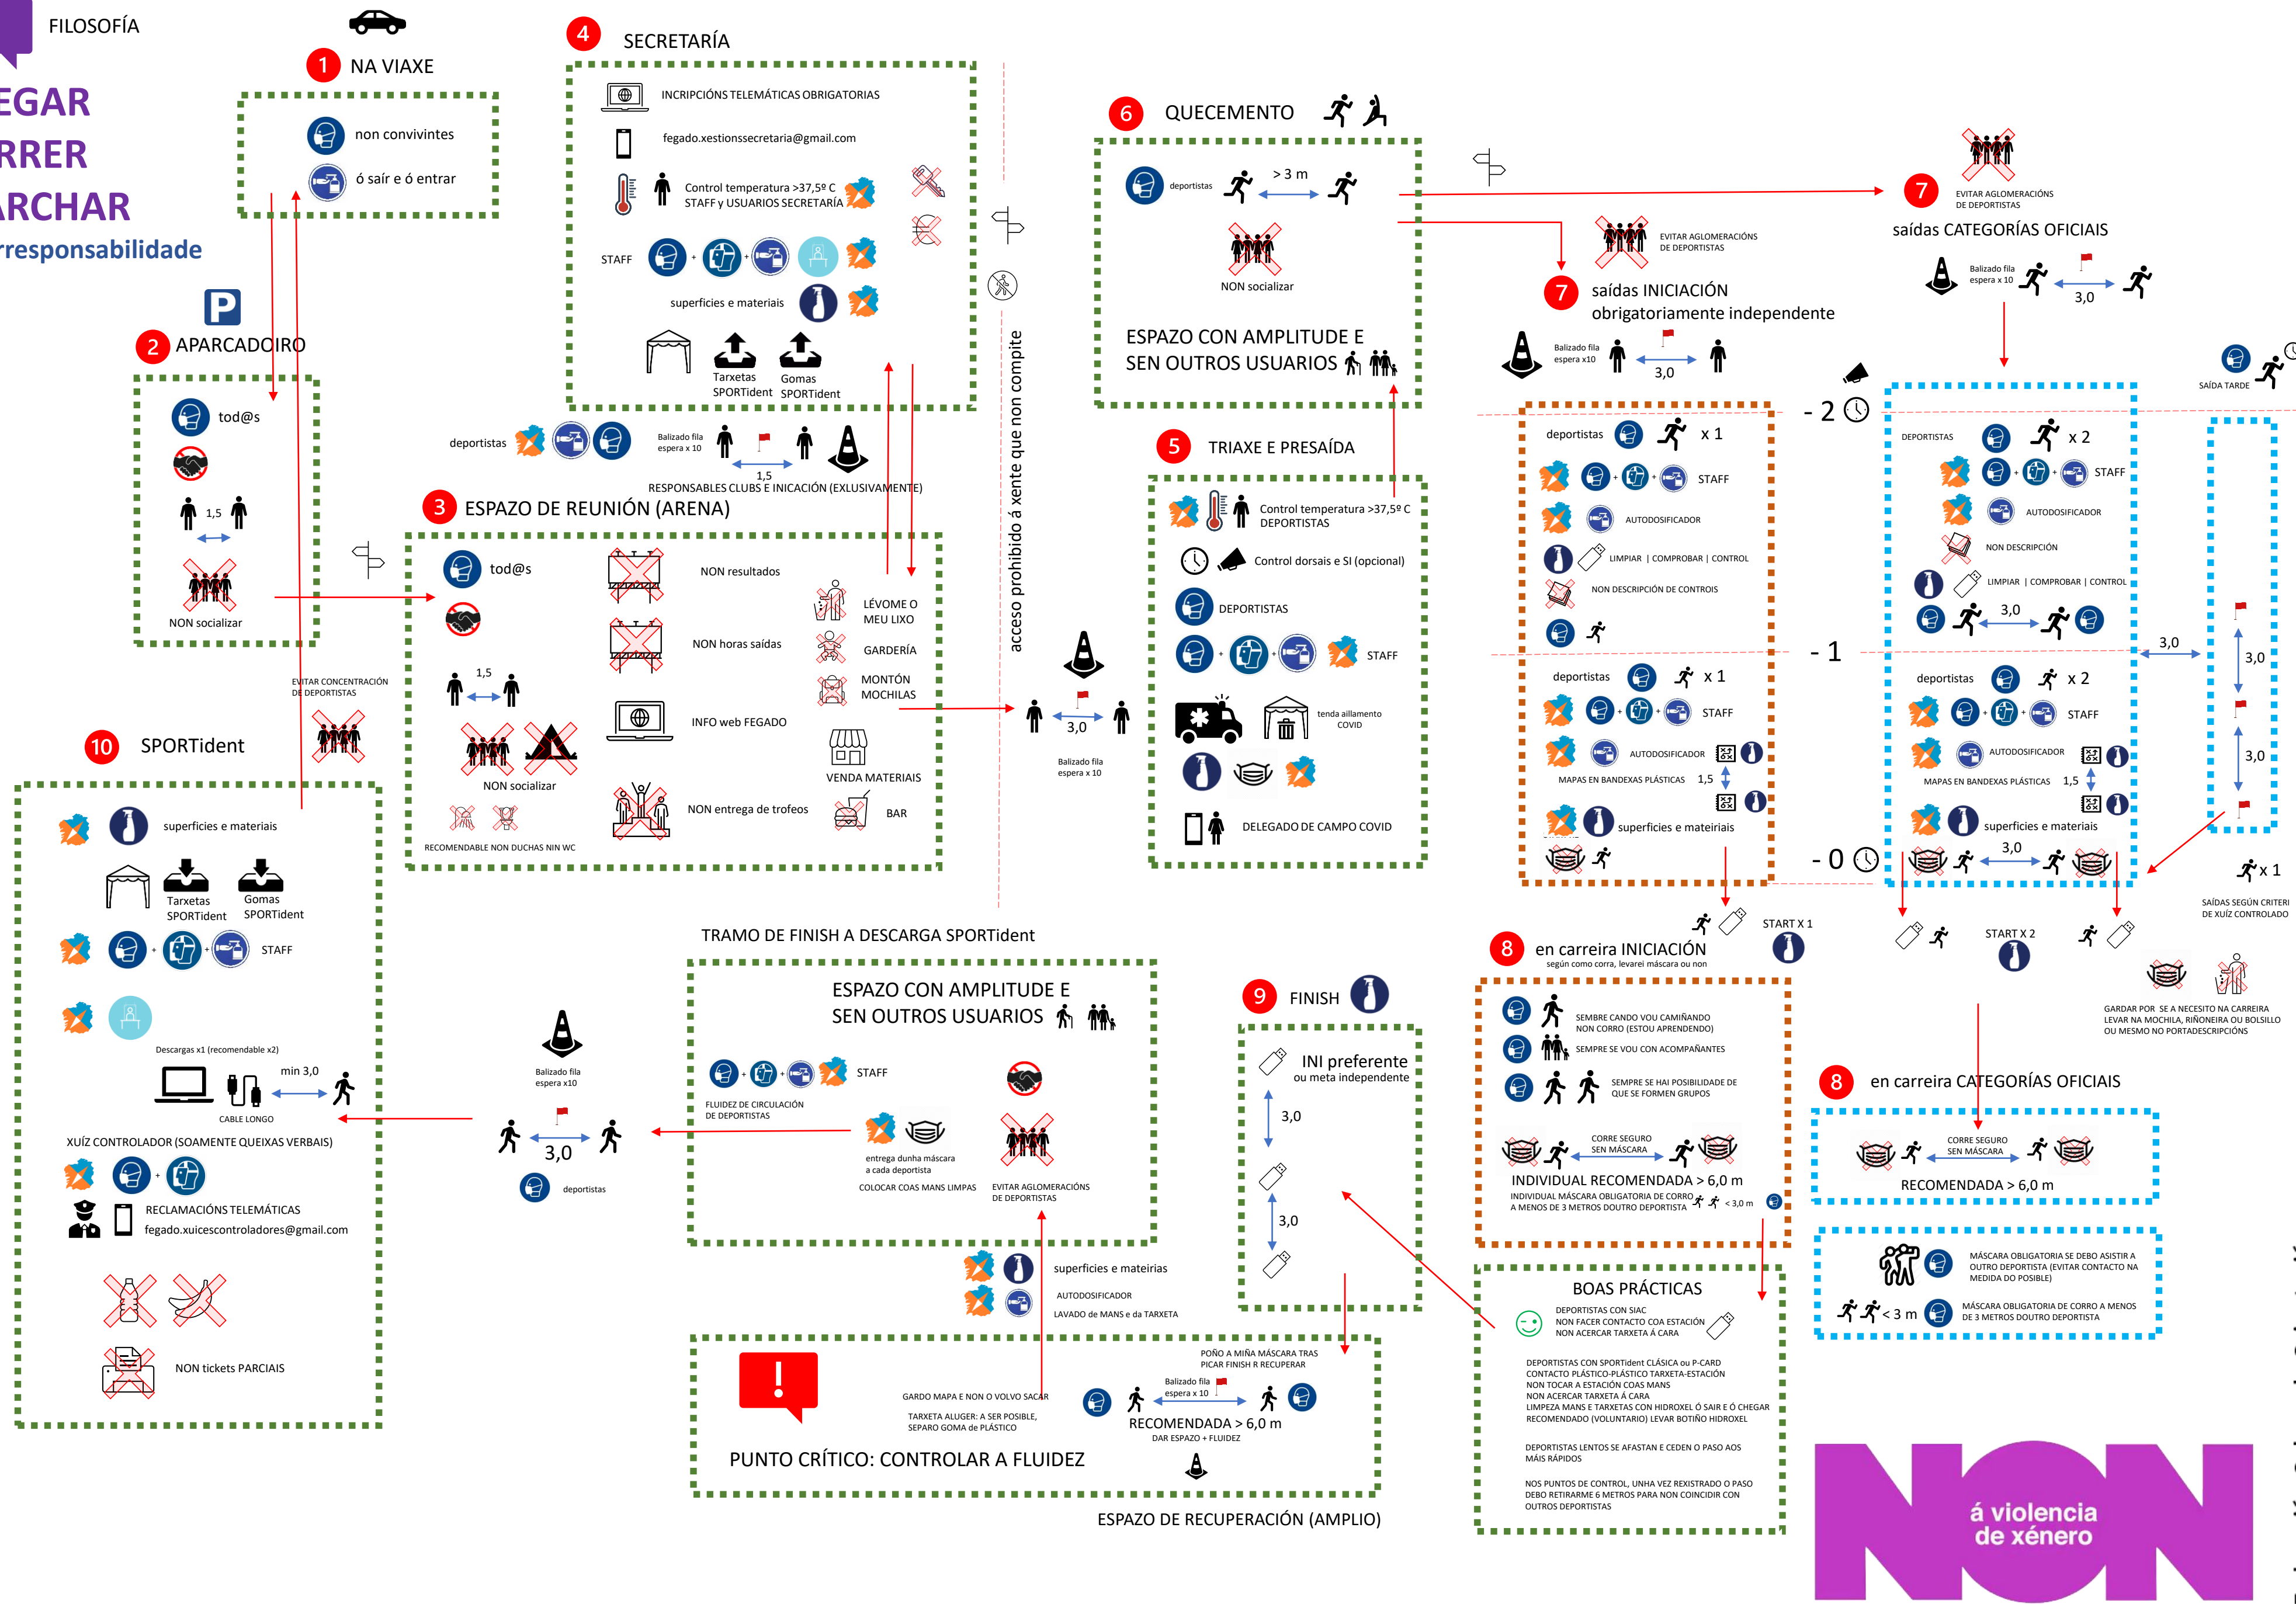 FILOSOFÍA
EGAR
RRER
ARCHAR
rresponsabilidade
1
NA VIAXE
non convivintes
ó saír e ó entrar
P
2
APARCADOIRO
tod@s
1,5
NON socializar
4
SECRETARÍA
INCRIPCIÓNS TELEMÁTICAS OBRIGATORIAS
fegado.xestionssecretaria@gmail.com
Control temperatura >37,5º C
STAFF y USUARIOS SECRETARÍA
STAFF
+
+
superficies e materiais
Tarxetas
SPORTident
Gomas
SPORTident
deportistas
Balizado fila
espera x 10
1,5
RESPONSABLES CLUBS E INICACIÓN (EXLUSIVAMENTE)
3
ESPAZO DE REUNIÓN (ARENA)
tod@s
1,5
NON socializar
RECOMENDABLE NON DUCHAS NIN WC
NON resultados
NON horas saídas
INFO web FEGADO
NON entrega de trofeos
LÉVOME O
MEU LIXO
GARDERÍA
MONTÓN
MOCHILAS
VENDA MATERIAIS
BAR
acceso prohibido á xente que non compite
3,0
Balizado fila
espera x 10
6
QUECEMENTO
deportistas
> 3 m
NON socializar
ESPAZO CON AMPLITUDE E
SEN OUTROS USUARIOS
5
TRIAXE E PRESAÍDA
Control temperatura >37,5º C
DEPORTISTAS
Control dorsais e SI (opcional)
DEPORTISTAS
+
+
STAFF
tenda aillamento
COVID
DELEGADO DE CAMPO COVID
EVITAR AGLOMERACIÓNS
DE DEPORTISTAS
7
saídas INICIACIÓN
obrigatoriamente independente
Balizado fila
espera x10
3,0
deportistas
x 1
+
+
STAFF
AUTODOSIFICADOR
LIMPIAR | COMPROBAR | CONTROL
NON DESCRIPCIÓN DE CONTROIS
deportistas
x 1
+
+
STAFF
AUTODOSIFICADOR
MAPAS EN BANDEXAS PLÁSTICAS
1,5
superficies e mateiriais
- 2
- 1
- 0
START X 1
EVITAR AGLOMERACIÓNS
DE DEPORTISTAS
7
saídas CATEGORÍAS OFICIAIS
Balizado fila
espera x 10
3,0
SAÍDA TARDE
DEPORTISTAS
x 2
+
+
STAFF
AUTODOSIFICADOR
NON DESCRIPCIÓN
LIMPIAR | COMPROBAR | CONTROL
3,0
deportistas
x 2
+
+
STAFF
AUTODOSIFICADOR
MAPAS EN BANDEXAS PLÁSTICAS
1,5
superficies e materiais
3,0
3,0
3,0
3,0
x 1
SAÍDAS SEGÚN CRITERI
DE XUÍZ CONTROLADO
START X 2
GARDAR POR SE A NECESITO NA CARREIRA
LEVAR NA MOCHILA, RIÑONEIRA OU BOLSILLO
OU MESMO NO PORTADESCRIPCIÓNS
EVITAR CONCENTRACIÓN
DE DEPORTISTAS
10
SPORTident
superficies e materiais
Tarxetas
SPORTident
Gomas
SPORTident
+
+
STAFF
Descargas x1 (recomendable x2)
min 3,0
CABLE LONGO
XUÍZ CONTROLADOR (SOAMENTE QUEIXAS VERBAIS)
+
RECLAMACIÓNS TELEMÁTICAS
fegado.xuicescontroladores@gmail.com
NON tickets PARCIAIS
Balizado fila
espera x10
3,0
deportistas
TRAMO DE FINISH A DESCARGA SPORTident
ESPAZO CON AMPLITUDE E
SEN OUTROS USUARIOS
+
+
STAFF
FLUIDEZ DE CIRCULACIÓN
DE DEPORTISTAS
entrega dunha máscara
a cada deportista
COLOCAR COAS MANS LIMPAS
EVITAR AGLOMERACIÓNS
DE DEPORTISTAS
superficies e mateirias
AUTODOSIFICADOR
LAVADO de MANS e da TARXETA
!
GARDO MAPA E NON O VOLVO SACAR
TARXETA ALUGER: A SER POSIBLE,
SEPARO GOMA de PLÁSTICO
PUNTO CRÍTICO: CONTROLAR A FLUIDEZ
POÑO A MIÑA MÁSCARA TRAS
PICAR FINISH R RECUPERAR
Balizado fila
espera x 10
RECOMENDADA > 6,0 m
DAR ESPAZO + FLUIDEZ
ESPAZO DE RECUPERACIÓN (AMPLIO)
9
FINISH
INI preferente
ou meta independente
3,0
3,0
8
en carreira INICIACIÓN
según como corra, levarei máscara ou non
SEMBRE CANDO VOU CAMIÑANDO
NON CORRO (ESTOU APRENDENDO)
SEMPRE SE VOU CON ACOMPAÑANTES
SEMPRE SE HAI POSIBILIDADE DE
QUE SE FORMEN GRUPOS
CORRE SEGURO
SEN MÁSCARA
INDIVIDUAL RECOMENDADA > 6,0 m
INDIVIDUAL MÁSCARA OBLIGATORIA DE CORRO
A MENOS DE 3 METROS DOUTRO DEPORTISTA
< 3,0 m
BOAS PRÁCTICAS
DEPORTISTAS CON SIAC
NON FACER CONTACTO COA ESTACIÓN
NON ACERCAR TARXETA Á CARA
DEPORTISTAS CON SPORTident CLÁSICA ou P-CARD
CONTACTO PLÁSTICO-PLÁSTICO TARXETA-ESTACIÓN
NON TOCAR A ESTACIÓN COAS MANS
NON ACERCAR TARXETA Á CARA
LIMPEZA MANS E TARXETAS CON HIDROXEL Ó SAIR E Ó CHEGAR
RECOMENDADO (VOLUNTARIO) LEVAR BOTIÑO HIDROXEL
DEPORTISTAS LENTOS SE AFASTAN E CEDEN O PASO AOS
MÁIS RÁPIDOS
NOS PUNTOS DE CONTROL, UNHA VEZ REXISTRADO O PASO
DEBO RETIRARME 6 METROS PARA NON COINCIDIR CON
OUTROS DEPORTISTAS
8
en carreira CATEGORÍAS OFICIAIS
CORRE SEGURO
SEN MÁSCARA
RECOMENDADA > 6,0 m
MÁSCARA OBLIGATORIA SE DEBO ASISTIR A
OUTRO DEPORTISTA (EVITAR CONTACTO NA
MEDIDA DO POSIBLE)
< 3 m
MÁSCARA OBLIGATORIA DE CORRO A MENOS
DE 3 METROS DOUTRO DEPORTISTA
NON
á violencia
de xénero